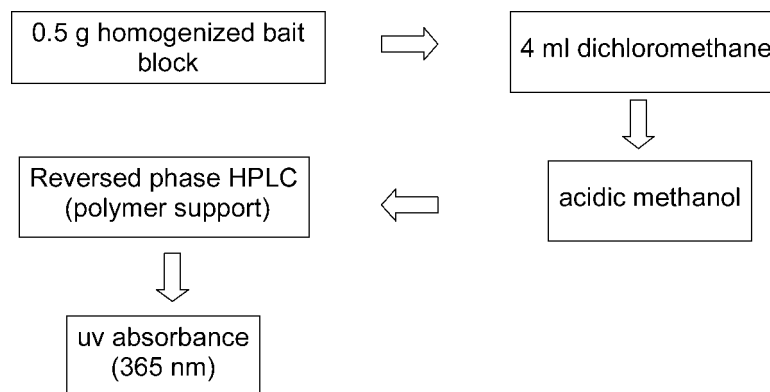 0.5 g homogenized bait
block
4 ml dichloromethane
acidic methanol
Reversed phase HPLC
(polymer support)
uv absorbance
(365 nm)